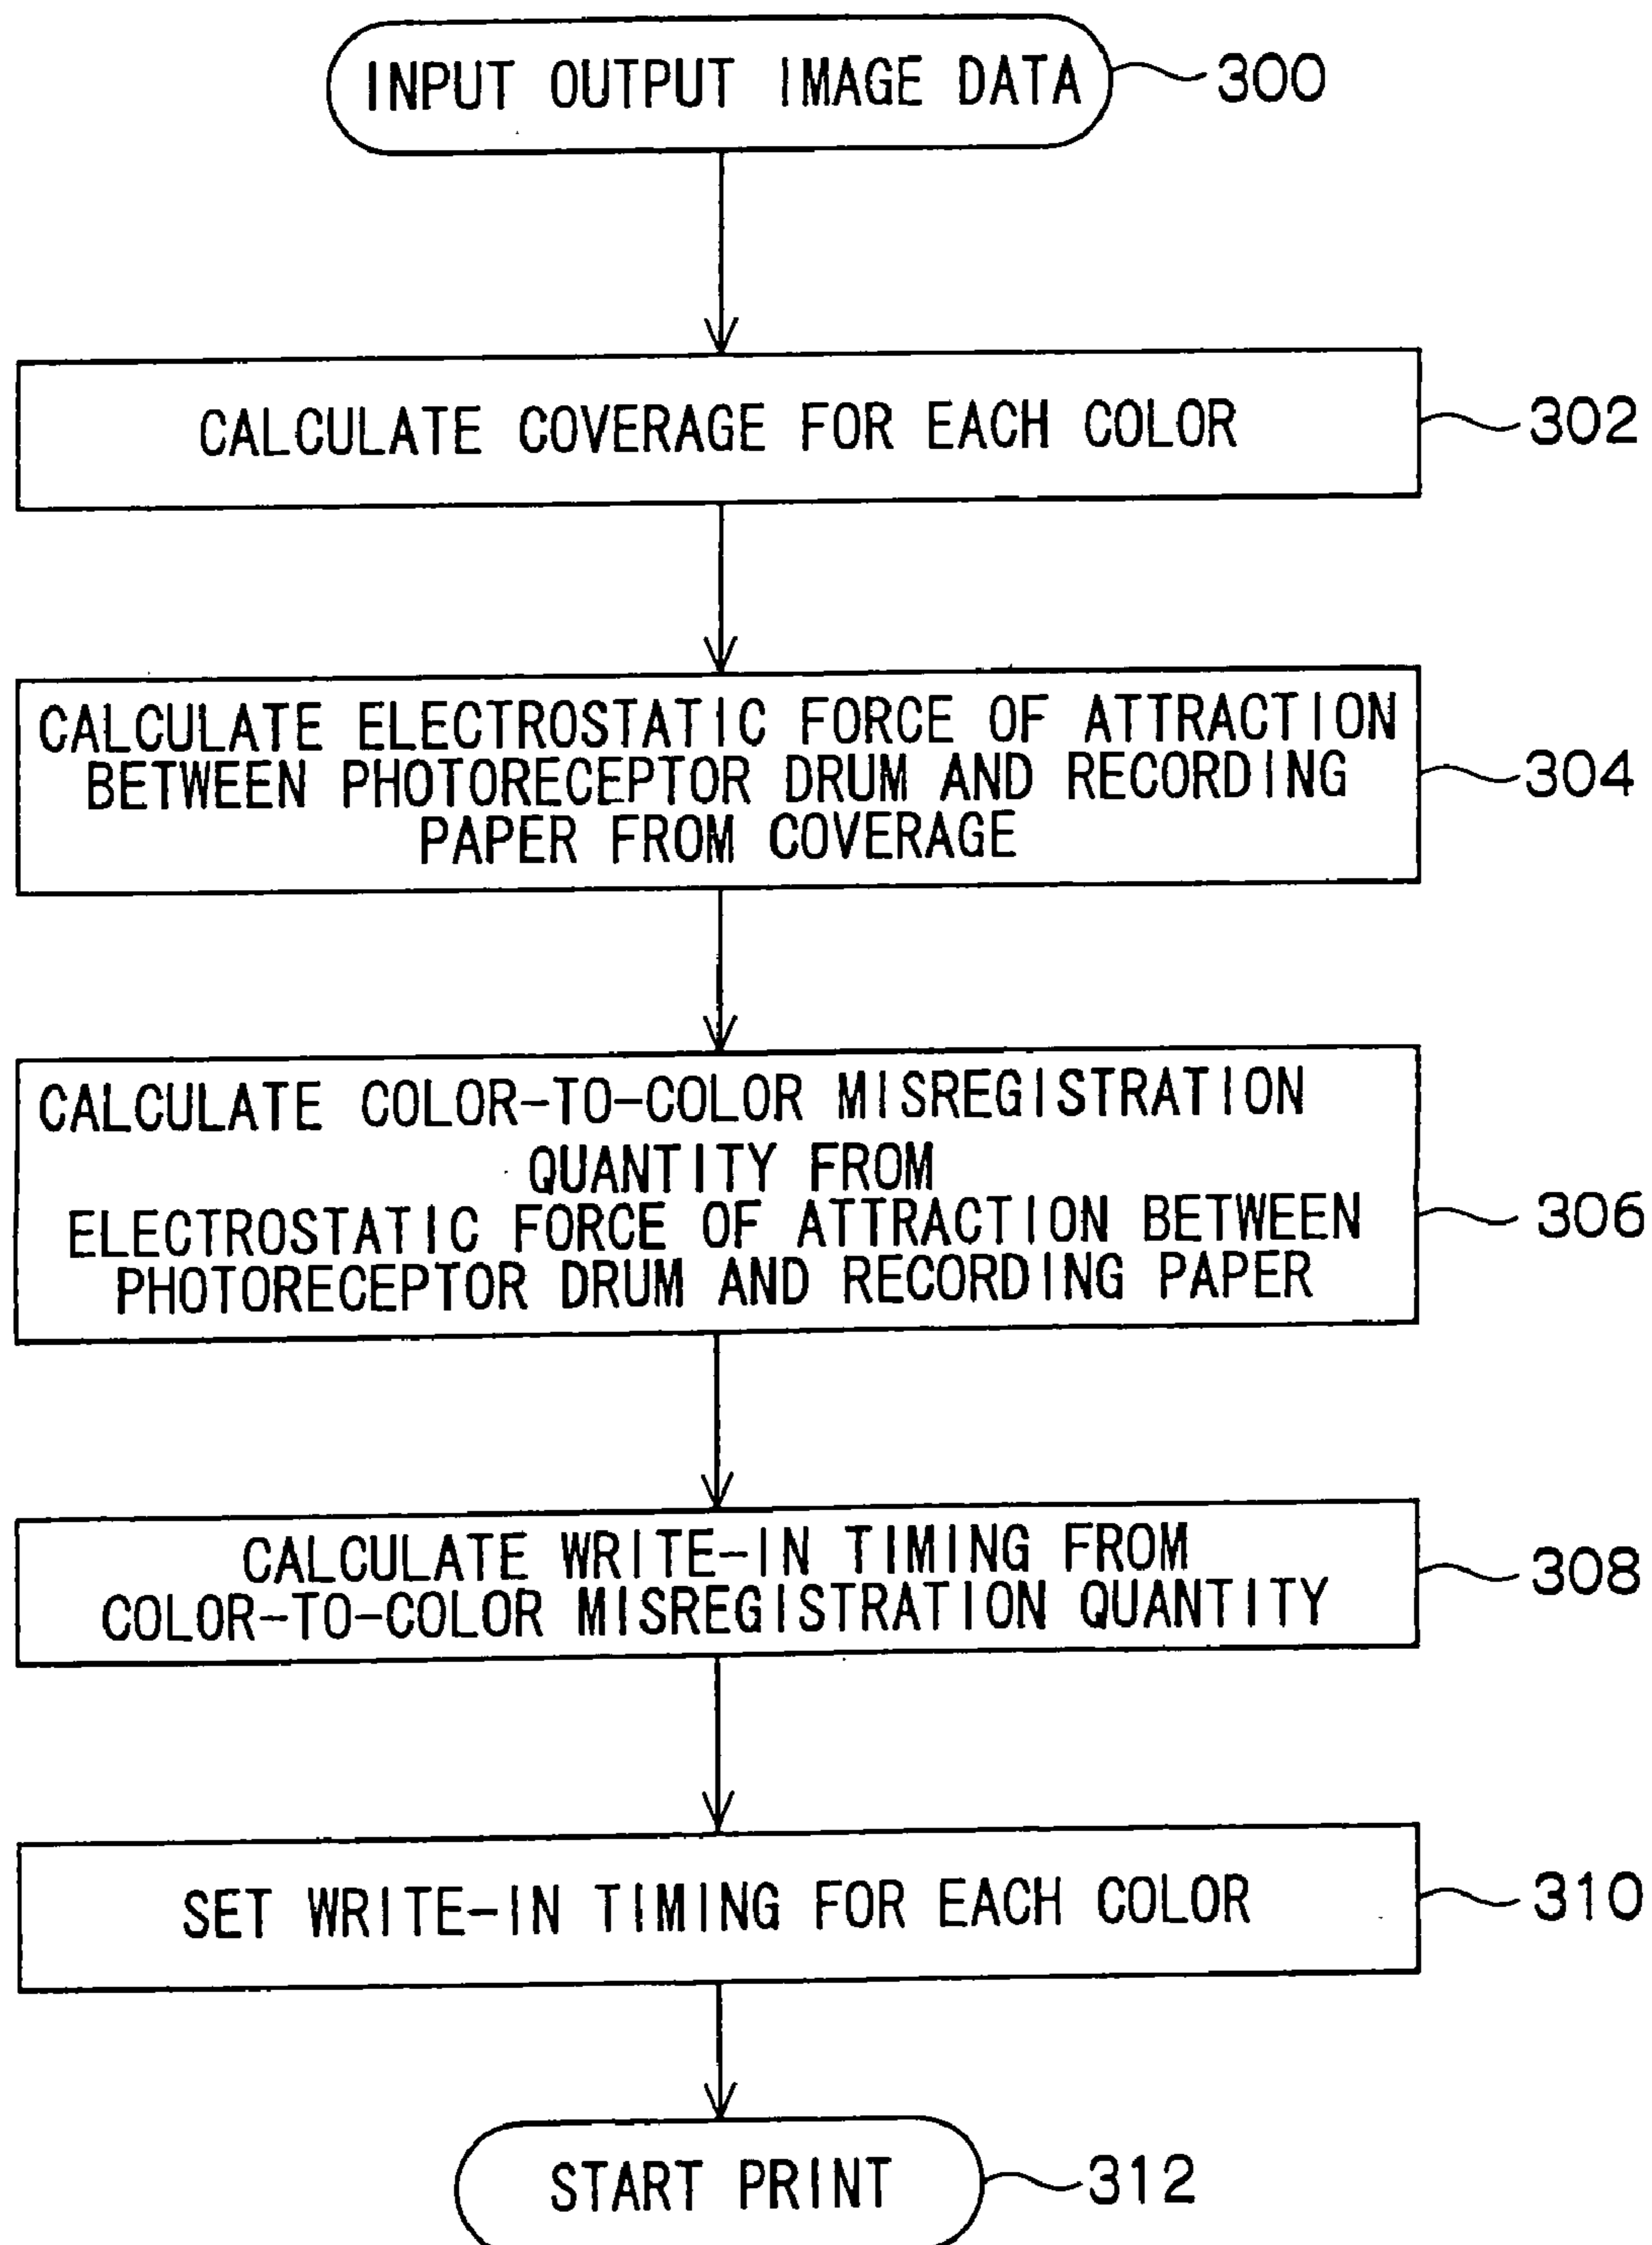 INPUT OUTPUT IMAGE DATA
300
CALCULATE COVERAGE FOR EACH COLOR
302
CALCULATE ELECTROSTATIC FORCE OF ATTRACTION
BETWEEN PHOTORECEPTOR DRUM AND RECORDING
PAPER FROM COVERAGE
304
CALCULATE COLOR-TO-COLOR MISREGISTRATION
QUANTITY FROM
ELECTROSTATIC FORCE OF ATTRACTION BETWEEN
PHOTORECEPTOR DRUM AND RECORDING PAPER
306
CALCULATE WRITE-IN TIMING FROM
COLOR-TO-COLOR MISREGISTRATION QUANTITY
308
SET WRITE-IN TIMING FOR EACH COLOR
310
START PRINT
312